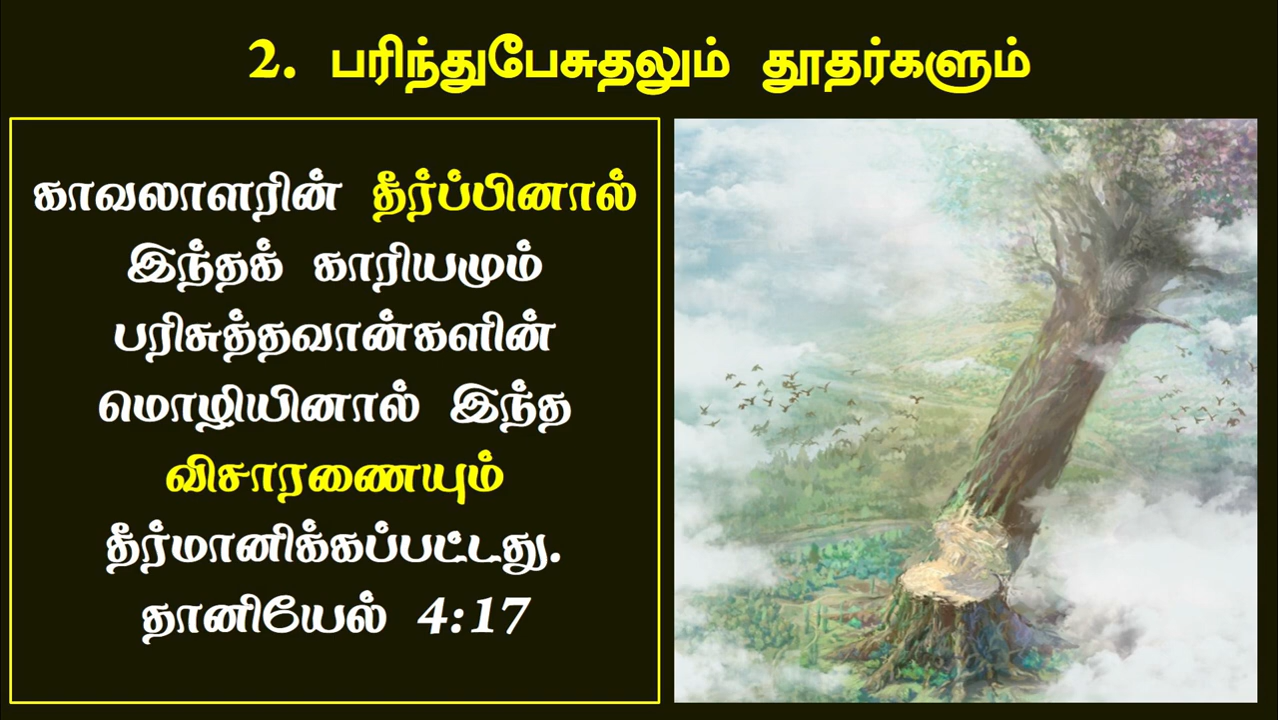 2. பரிந்துபேசுதலும் தூதர்களும்
காவலாளரின் தீர்ப்பினால்
இந்தக் காரியமும்
பரிசுத்தவான்களின்
மொழியினால் இந்த
விசாரணையும்
தீர்மானிக்கப்பட்டது.
தானியேல் 4:17